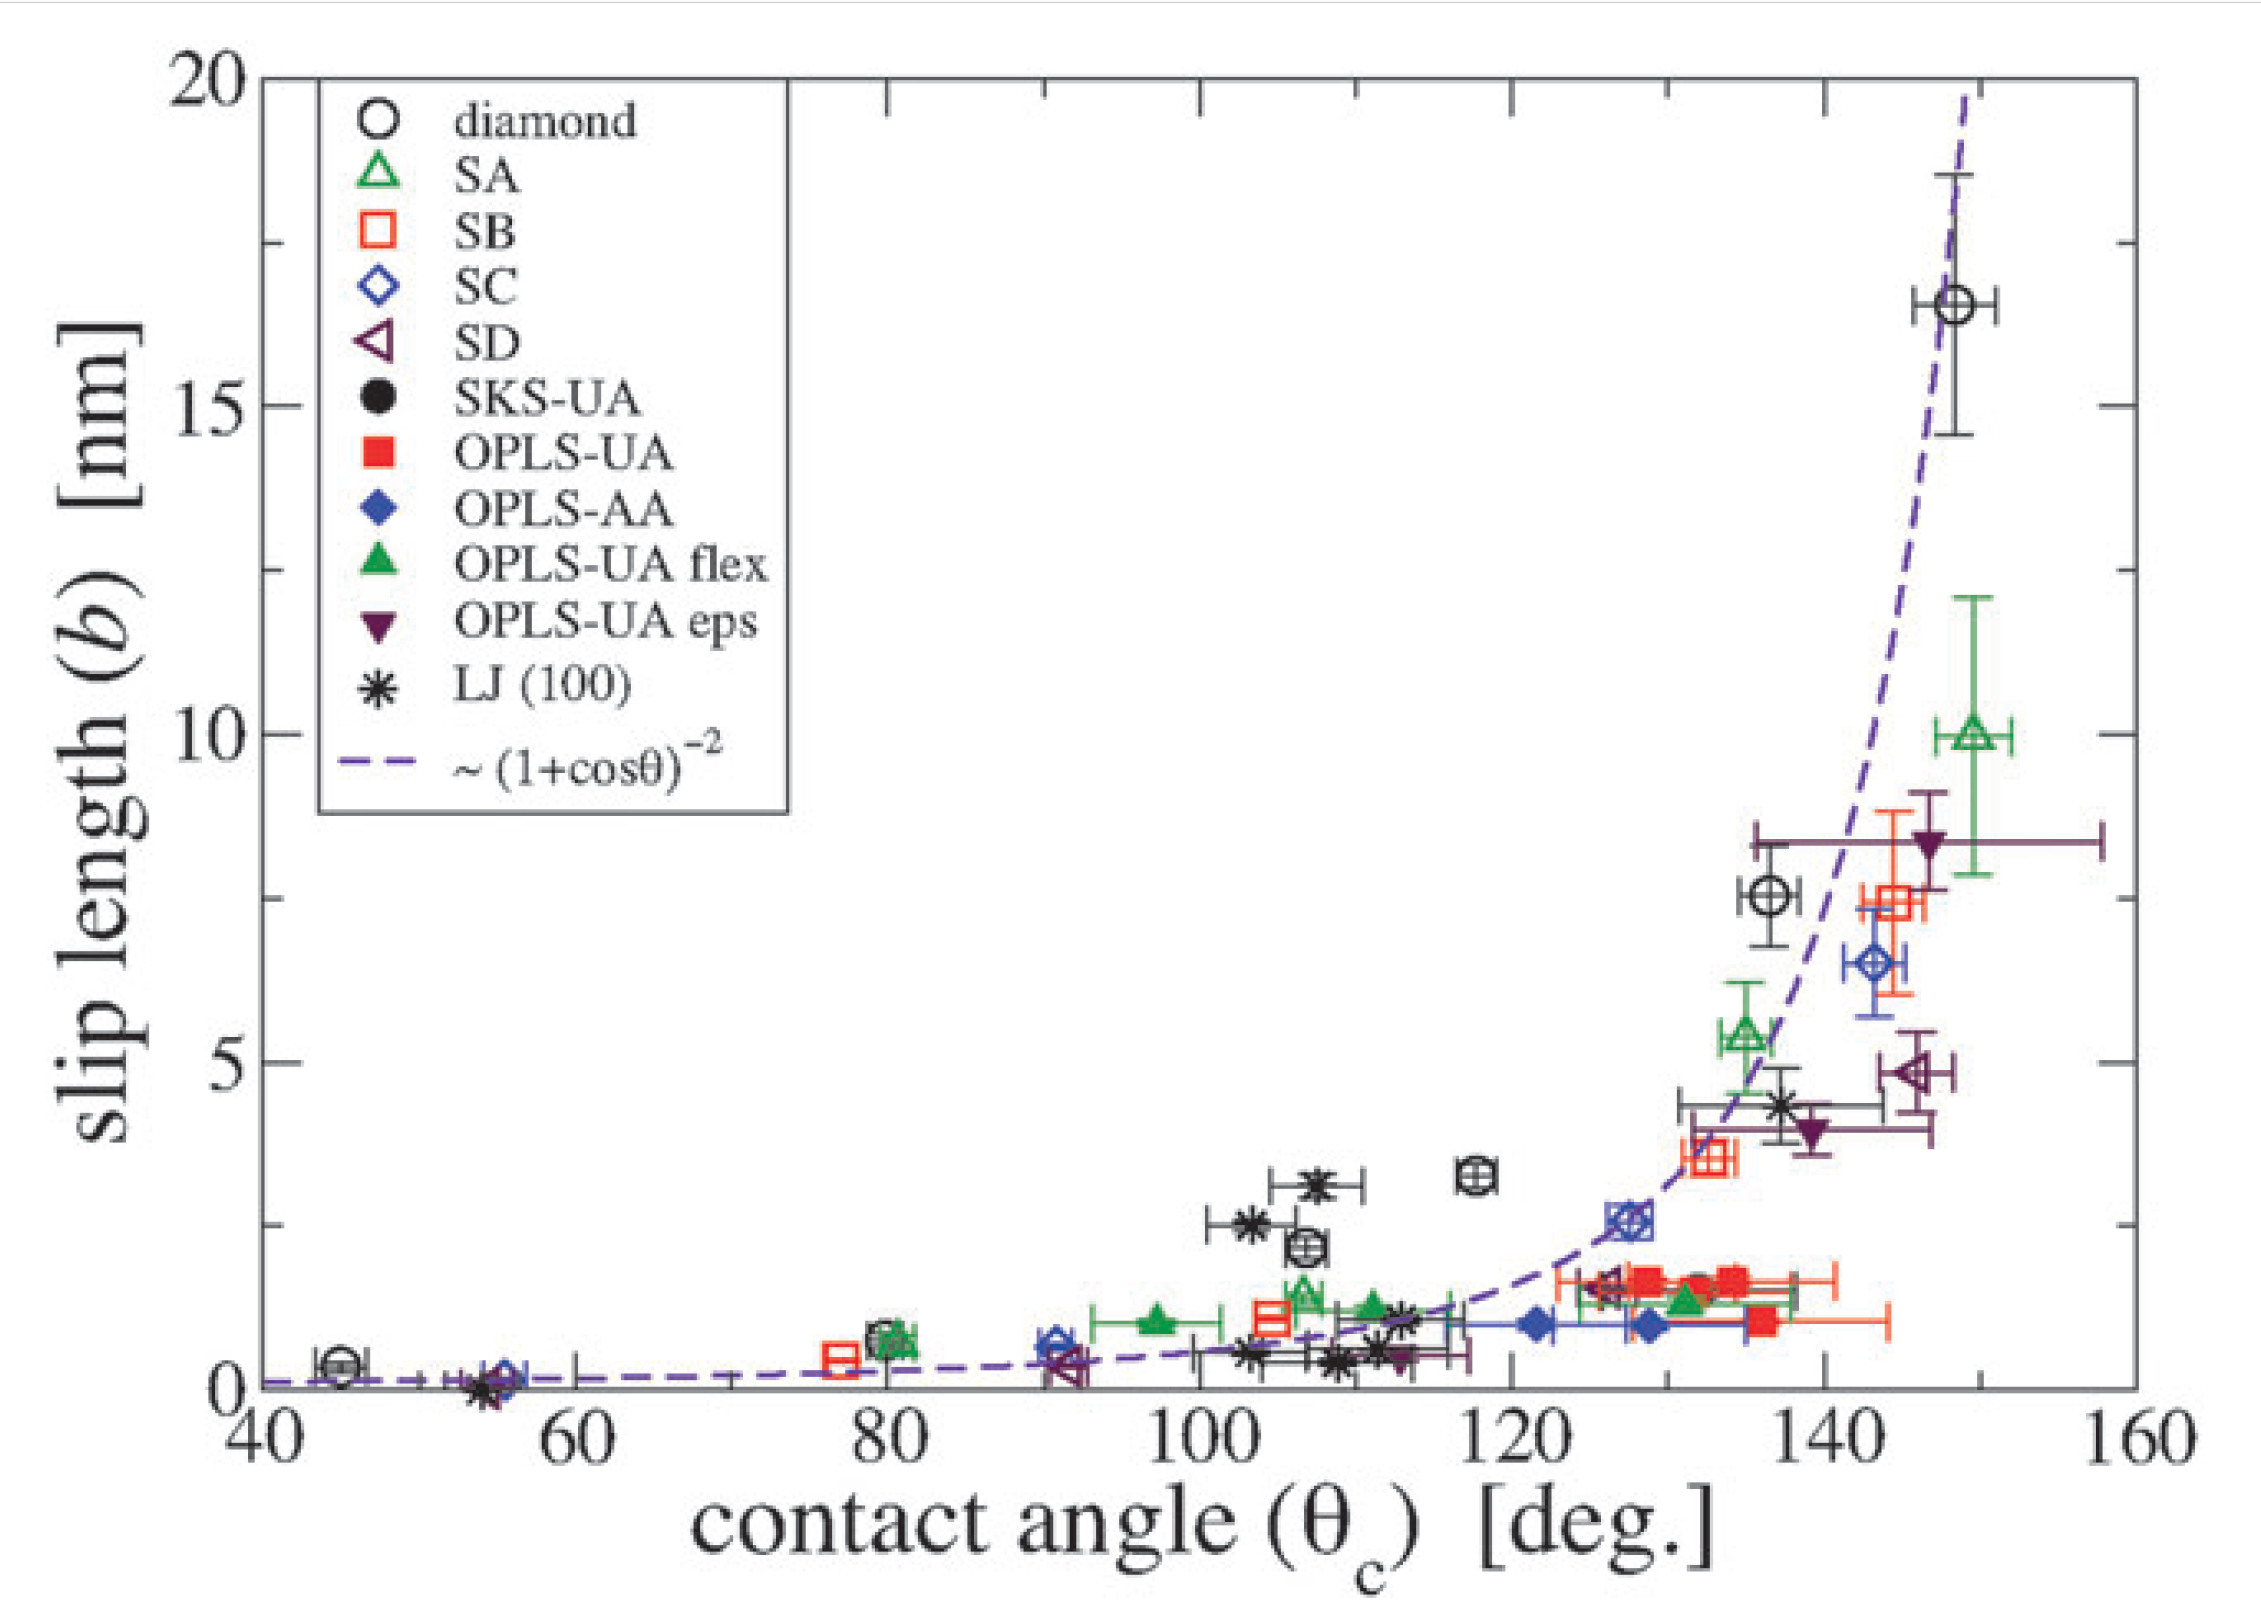 20
15
10
5
0
slip length (b) [nm]
diamond
SA
SB
SC
SD
SKS-UA
OPLS-UA
OPLS-AA
OPLS-UA flex
OPLS-UA eps
LJ (100)
~ (1+cosθ)⁻²
40 60 80 100 120 140 160
contact angle (θc) [deg.]